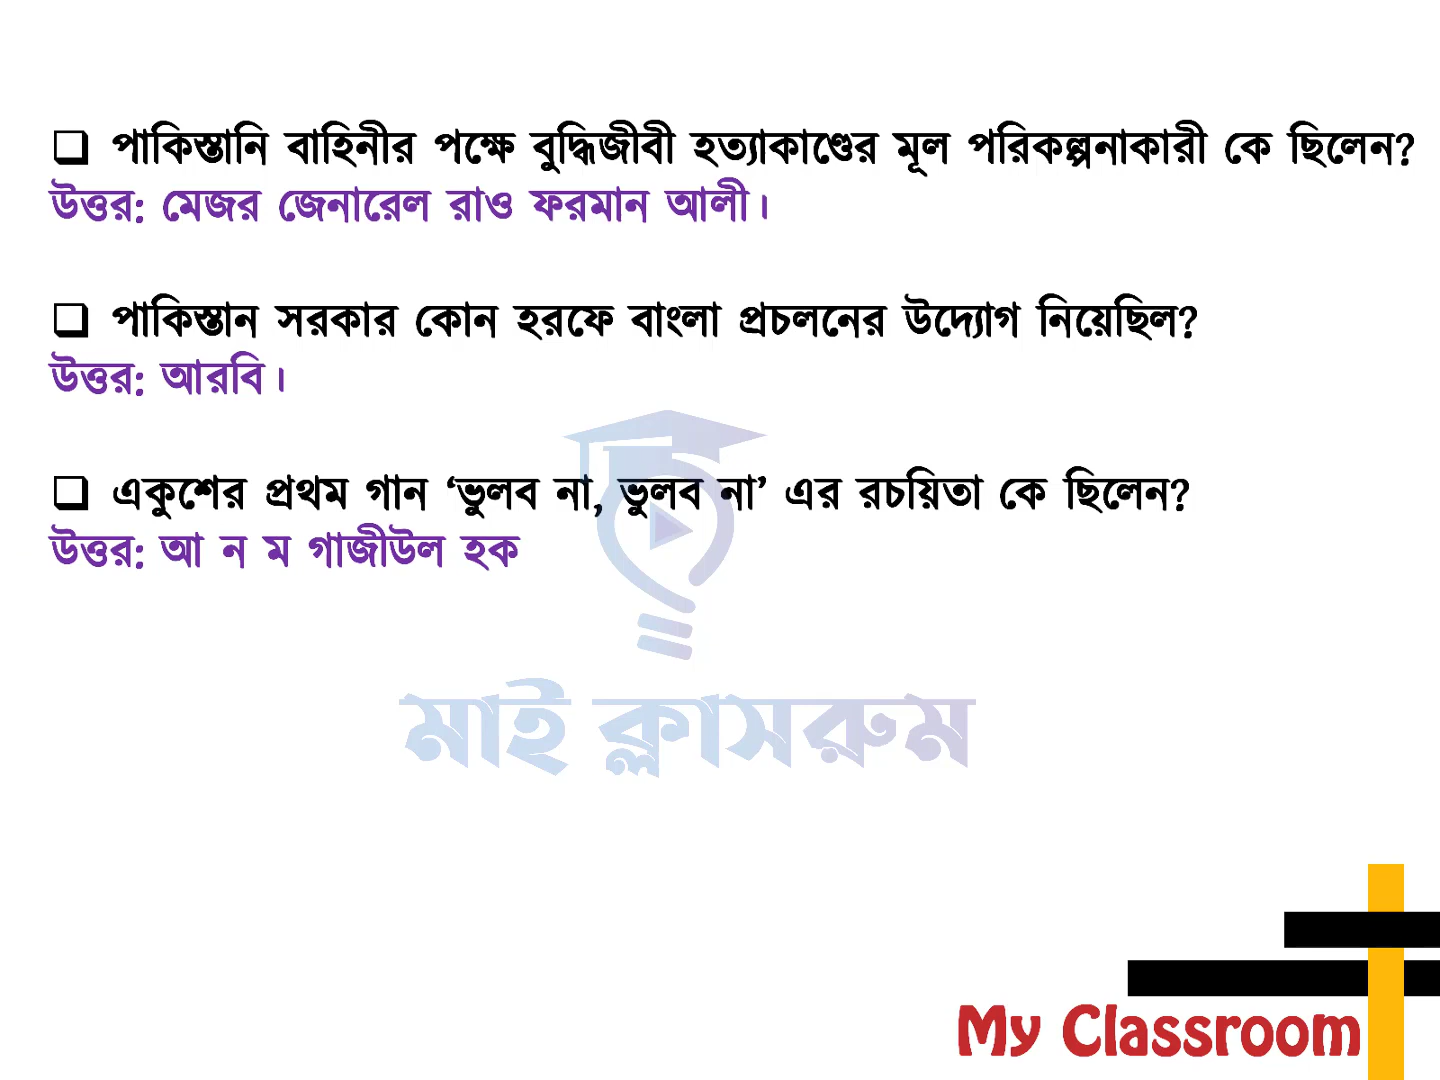 ❑ পাকিস্তানি বাহিনীর পক্ষে বুদ্ধিজীবী হত্যাকাণ্ডের মূল পরিকল্পনাকারী কে ছিলেন?
উত্তর: মেজর জেনারেল রাও ফরমান আলী।
❑ পাকিস্তান সরকার কোন হরফে বাংলা প্রচলনের উদ্যোগ নিয়েছিল?
উত্তর: আরবি।
❑ একুশের প্রথম গান ‘ভুলব না, ভুলব না’ এর রচয়িতা কে ছিলেন?
উত্তর: আ ন ম গাজীউল হক
মাই ক্লাসরুম
My Classroom